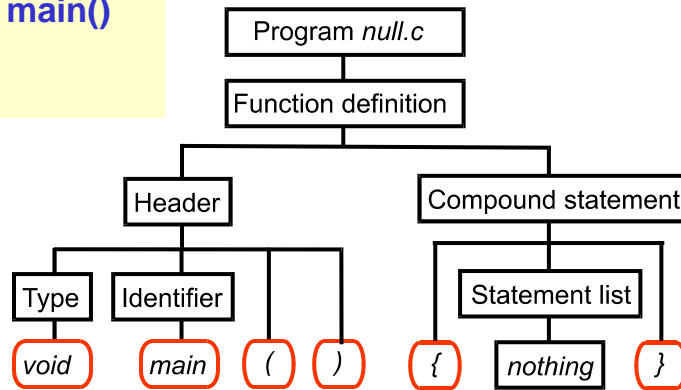 main()
Program null.c
Function definition
Header
Compound statement
Type
Identifier
Statement list
void
main
(
)
{
nothing
}